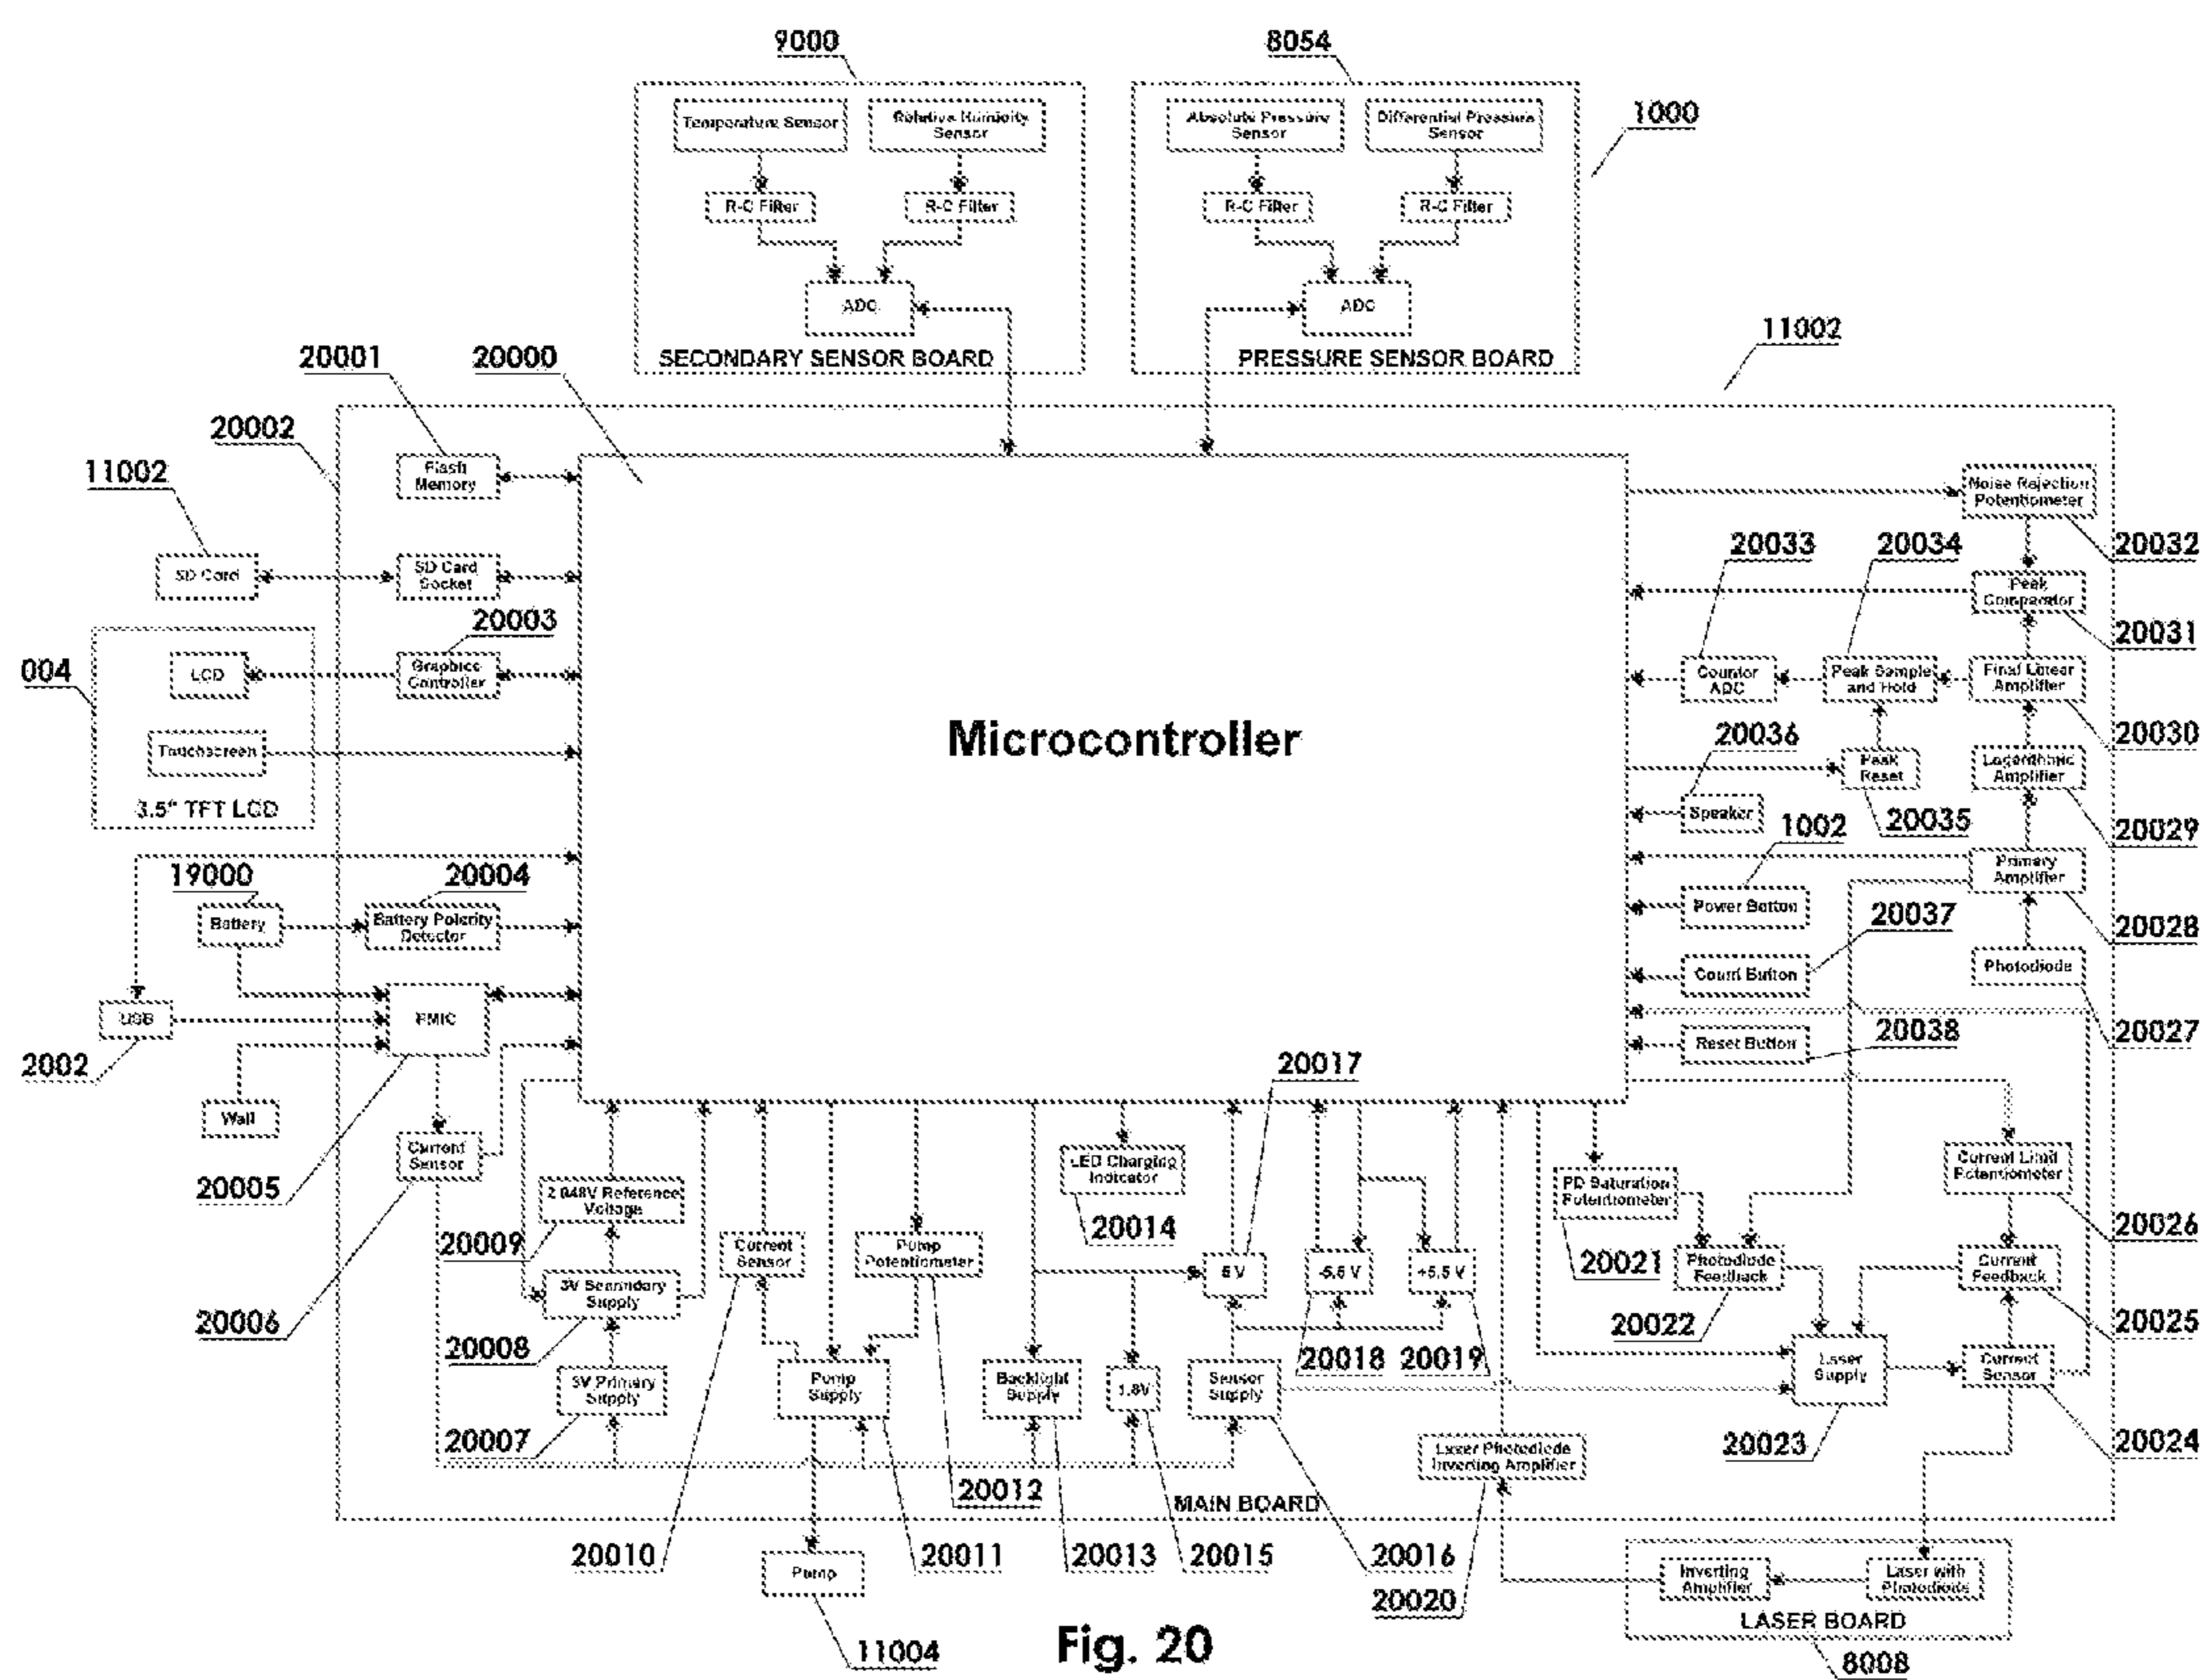 9000
8054
1000
Temperature Sensor
Relative Humidity
Sensor
Absolute Pressure
Sensor
Differential Pressure
Sensor
R-C Filter
R-C Filter
R-C Filter
R-C Filter
ADC
ADC
SECONDARY SENSOR BOARD
PRESSURE SENSOR BOARD
11002
20001
20000
20002
11002
Flash
Memory
SD Card
SD Card
Socket
20003
004
LCD
Graphics
Controller
Touchscreen
3.5" TFT LCD
Microcontroller
Noise Rejection
Potentiometer
20032
20033
20034
Peak
Comparator
20031
Counter
ADC
Peak Sample
and Hold
Final Linear
Amplifier
20030
20036
Peak
Reset
Logarithmic
Amplifier
Speaker
20035
20029
1002
Primary
Amplifier
Power Button
20037
20028
Count Button
Photodiode
20027
Reset Button
20038
19000
20004
Battery
Battery Polarity
Detector
USB
PMIC
2002
Wall
Current
Sensor
20005
20017
LED Charging
Indicator
20014
2.048V Reference
Voltage
20009
Current
Sensor
Pump
Potentiometer
5 V
-5.5 V
+5.5 V
PD Saturation
Potentiometer
20021
Current Limit
Potentiometer
20026
Photodiode
Feedback
Current
Feedback
20006
3V Secondary
Supply
20008
20022
20025
20018
20019
3V Primary
Supply
Pump
Supply
Backlight
Supply
1.8V
Sensor
Supply
Laser
Supply
Current
Sensor
20007
20023
20024
Laser Photodiode
Inverting Amplifier
20012
MAIN BOARD
20010
20011
20013
20015
20016
20020
Pump
11004
Inverting
Amplifier
Laser with
Photodiode
LASER BOARD
8008
Fig. 20